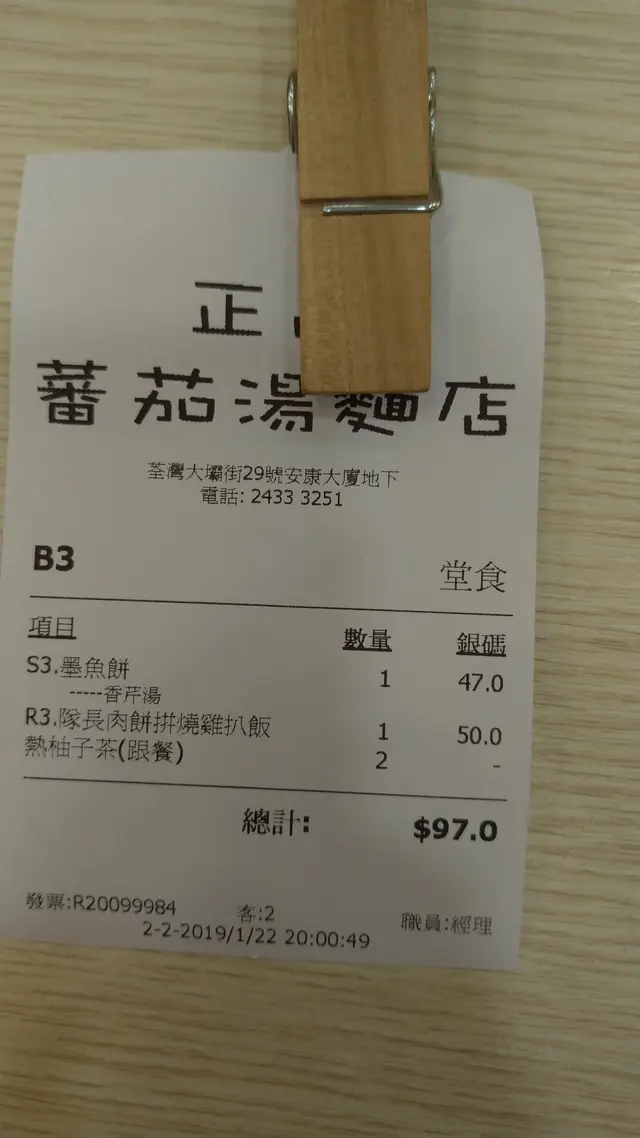 正
蕃茄湯麵店
荃灣大壩街29號安康大廈地下
電話: 2433 3251
B3 堂食
項目 數量 銀碼
S3.墨魚餅 1 47.0
-----香芹湯
R3.隊長肉餅拼燒雞扒飯 1 50.0
熱柚子茶(跟餐) 2 -
總計: $97.0
發票:R20099984 客:2 職員:經理
2-2-2019/1/22 20:00:49